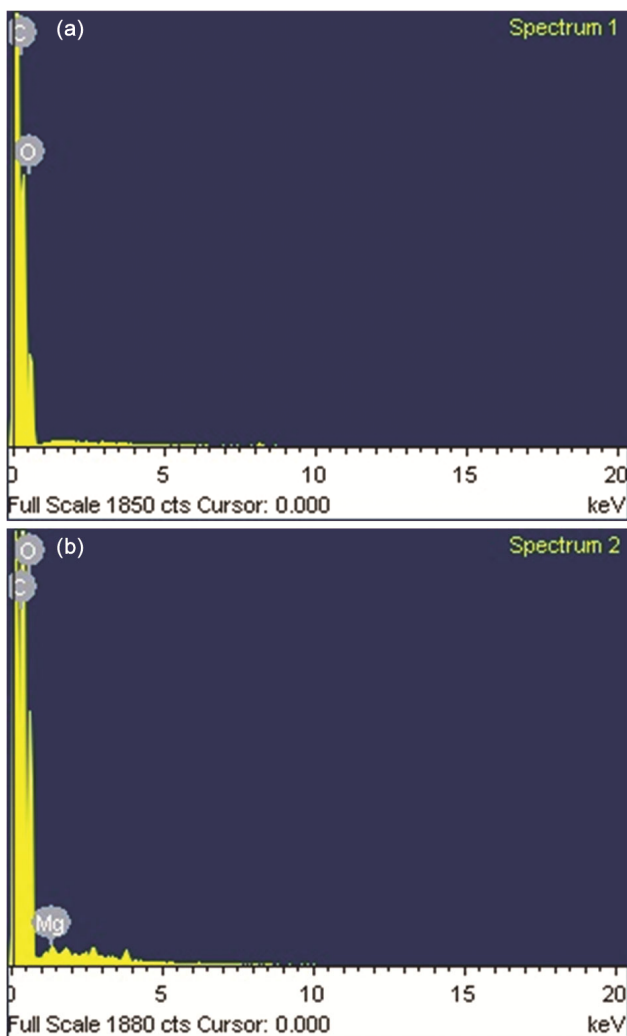 C (a) Spectrum 1
O
0 5 10 15 20
Full Scale 1850 cts Cursor: 0.000 keV
O (b) Spectrum 2
C
Mg
0 5 10 15 20
Full Scale 1880 cts Cursor: 0.000 keV